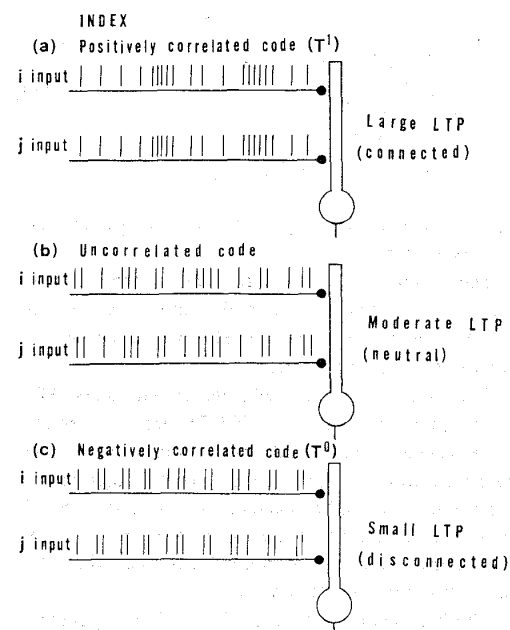 INDEX
(a) Positively correlated code (T¹)
i input
j input
Large LTP
(connected)
(b) Uncorrelated code
i input
j input
Moderate LTP
(neutral)
(c) Negatively correlated code (T⁰)
i input
j input
Small LTP
(disconnected)